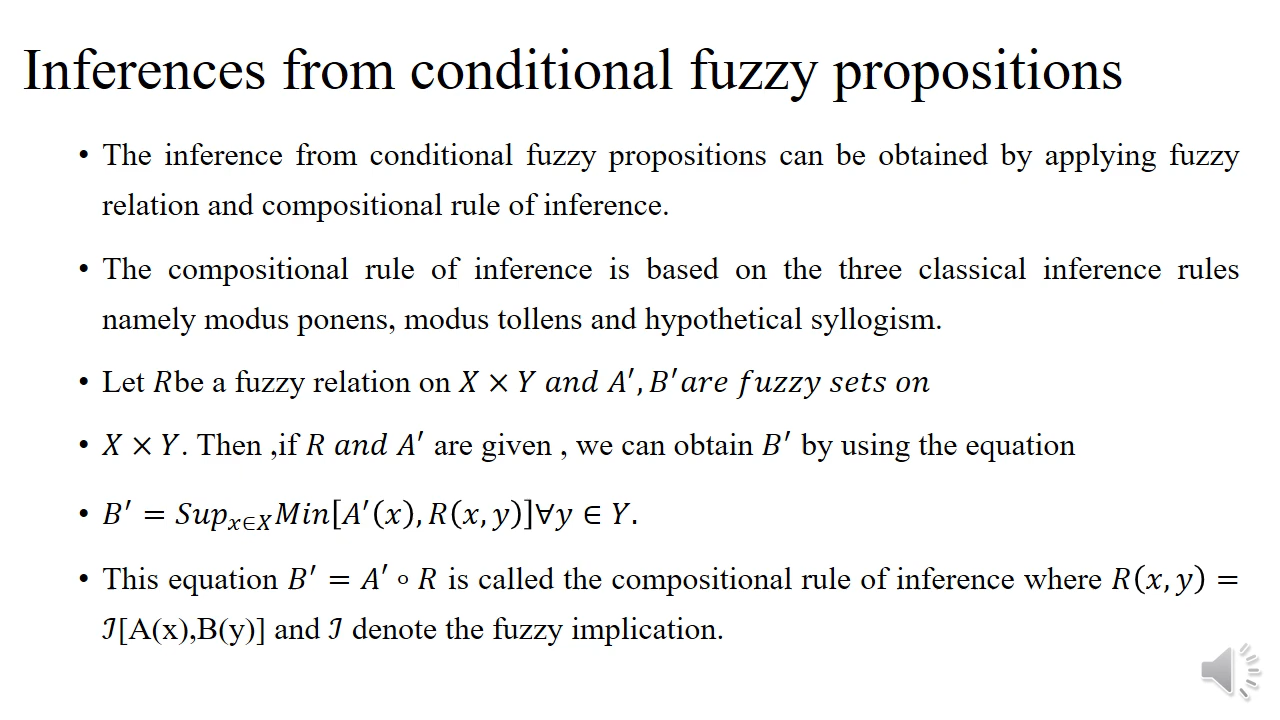 Inferences from conditional fuzzy propositions
• The inference from conditional fuzzy propositions can be obtained by applying fuzzy
relation and compositional rule of inference.
• The compositional rule of inference is based on the three classical inference rules
namely modus ponens, modus tollens and hypothetical syllogism.
• Let 𝑅be a fuzzy relation on 𝑋 × 𝑌 𝑎𝑛𝑑 𝐴′, 𝐵′𝑎𝑟𝑒 𝑓𝑢𝑧𝑧𝑦 𝑠𝑒𝑡𝑠 𝑜𝑛
• 𝑋 × 𝑌. Then ,if 𝑅 𝑎𝑛𝑑 𝐴′ are given , we can obtain 𝐵′ by using the equation
• 𝐵′ = 𝑆𝑢𝑝ₓ∈𝑋𝑀𝑖𝑛[𝐴′(𝑥), 𝑅(𝑥, 𝑦)]∀𝑦 ∈ 𝑌.
• This equation 𝐵′ = 𝐴′ ∘ 𝑅 is called the compositional rule of inference where 𝑅(𝑥, 𝑦) =
ℐ[A(x),B(y)] and ℐ denote the fuzzy implication.